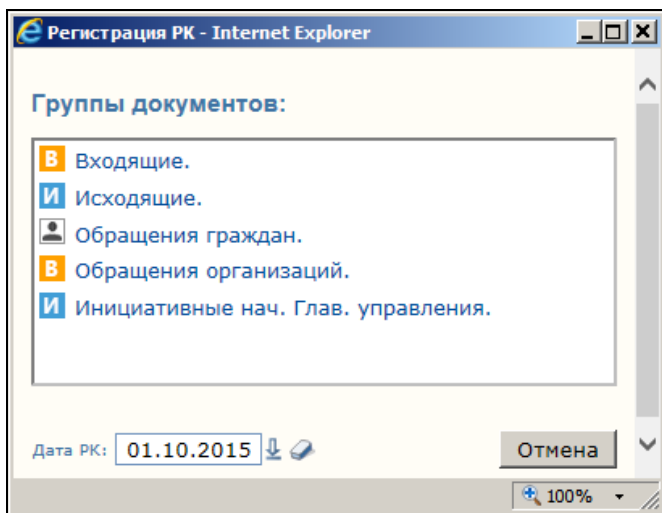 Регистрация РК - Internet Explorer
Группы документов:
В Входящие.
И Исходящие.
Обращения граждан.
В Обращения организаций.
И Инициативные нач. Глав. управления.
Дата РК: 01.10.2015 Отмена
100%